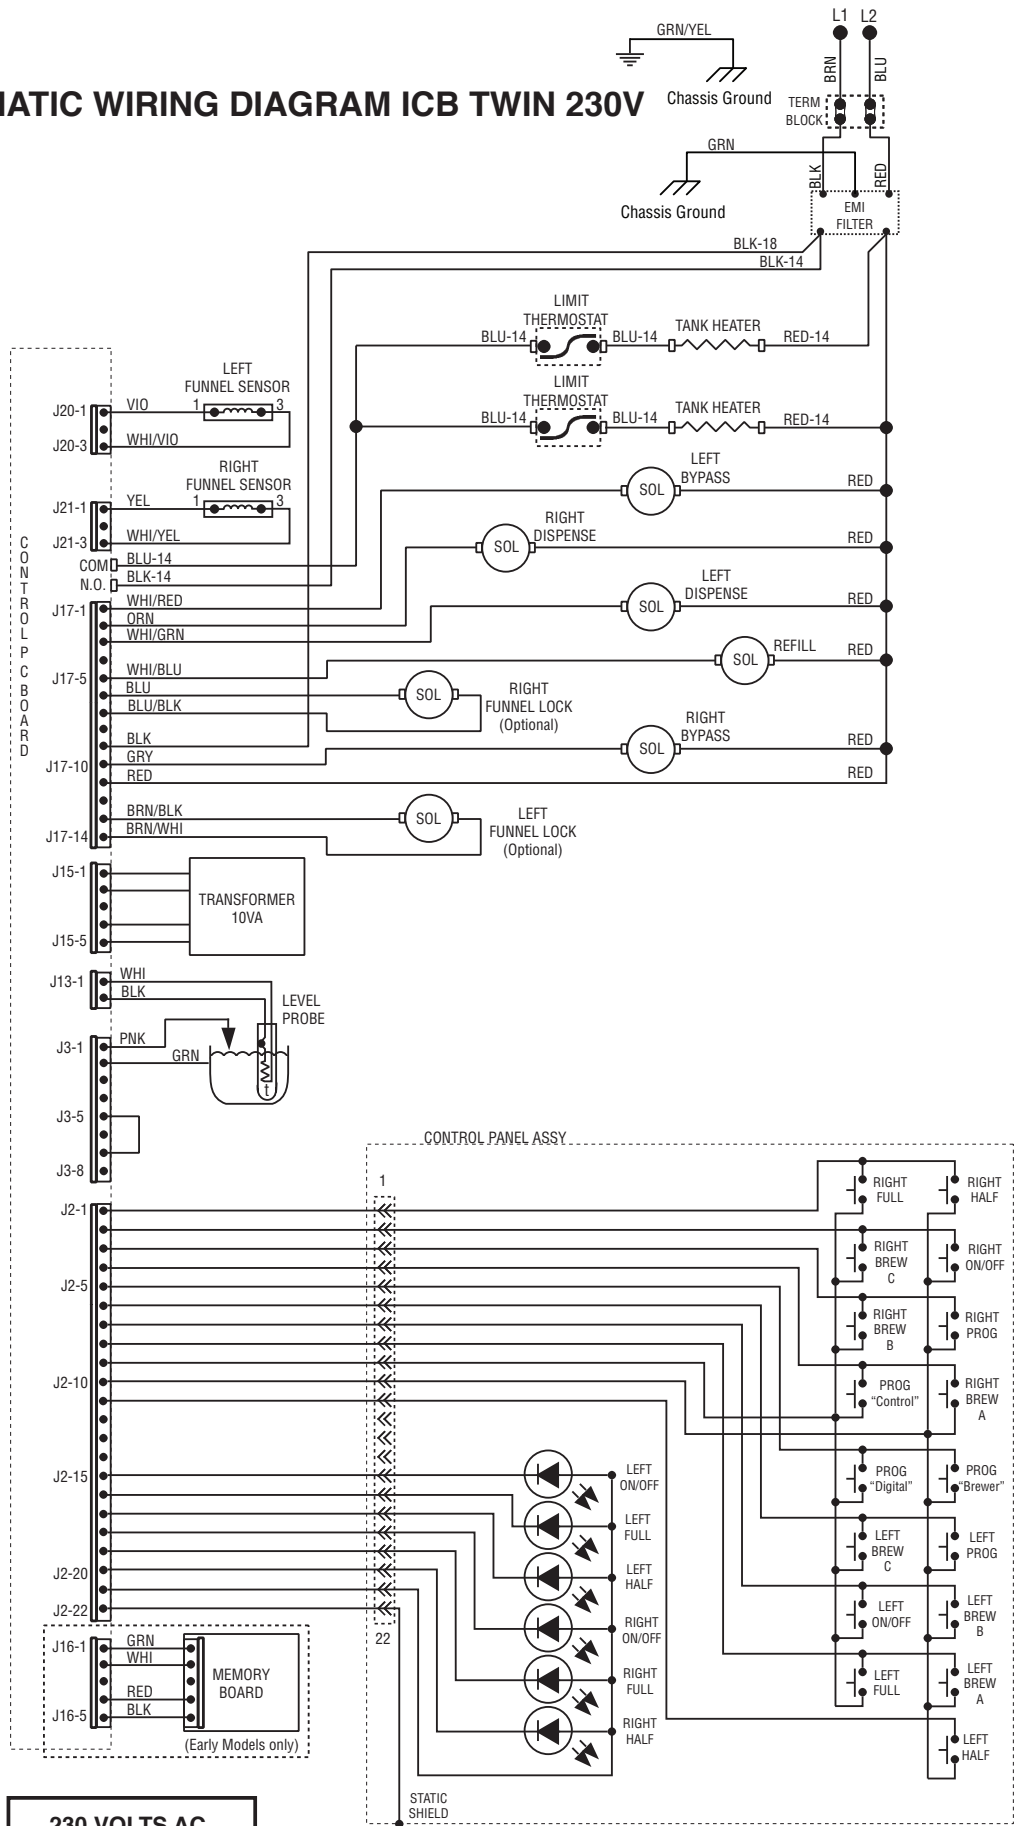 L1 L2
GRN/YEL
BRN
BLU
MATIC WIRING DIAGRAM ICB TWIN 230V
Chassis Ground
TERM
BLOCK
GRN
BLK
RED
Chassis Ground
EMI
FILTER
BLK-18
BLK-14
LIMIT
THERMOSTAT
BLU-14
BLU-14
TANK HEATER
RED-14
LIMIT
THERMOSTAT
BLU-14
BLU-14
TANK HEATER
RED-14
CONTROL P C BOARD
LEFT
FUNNEL SENSOR
J20-1 VIO 1 3
J20-3 WHI/VIO
RIGHT
FUNNEL SENSOR
J21-1 YEL 1 3
J21-3 WHI/YEL
COM BLU-14
N.O. BLK-14
LEFT
BYPASS
SOL RED
RIGHT
DISPENSE
SOL RED
LEFT
DISPENSE
SOL RED
REFILL
SOL RED
J17-1 WHI/RED
ORN
WHI/GRN
J17-5 WHI/BLU
BLU
BLU/BLK
SOL
RIGHT
FUNNEL LOCK
(Optional)
RIGHT
BYPASS
SOL RED
BLK
J17-10 GRY
RED RED
BRN/BLK
J17-14 BRN/WHI
SOL
LEFT
FUNNEL LOCK
(Optional)
J15-1
J15-5
TRANSFORMER
10VA
J13-1 WHI
BLK
LEVEL
PROBE
t
J3-1 PNK
GRN
J3-5
J3-8
CONTROL PANEL ASSY
1
J2-1
J2-5
J2-10
J2-15
J2-20
J2-22
22
RIGHT
FULL
RIGHT
HALF
RIGHT
BREW
C
RIGHT
ON/OFF
RIGHT
BREW
B
RIGHT
PROG
PROG
“Control”
RIGHT
BREW
A
PROG
“Digital”
PROG
“Brewer”
LEFT
BREW
C
LEFT
PROG
LEFT
ON/OFF
LEFT
BREW
B
LEFT
FULL
LEFT
BREW
A
LEFT
HALF
LEFT
ON/OFF
LEFT
FULL
LEFT
HALF
RIGHT
ON/OFF
RIGHT
FULL
RIGHT
HALF
J16-1 GRN
WHI
RED
J16-5 BLK
MEMORY
BOARD
(Early Models only)
STATIC
SHIELD
230 VOLTS AC